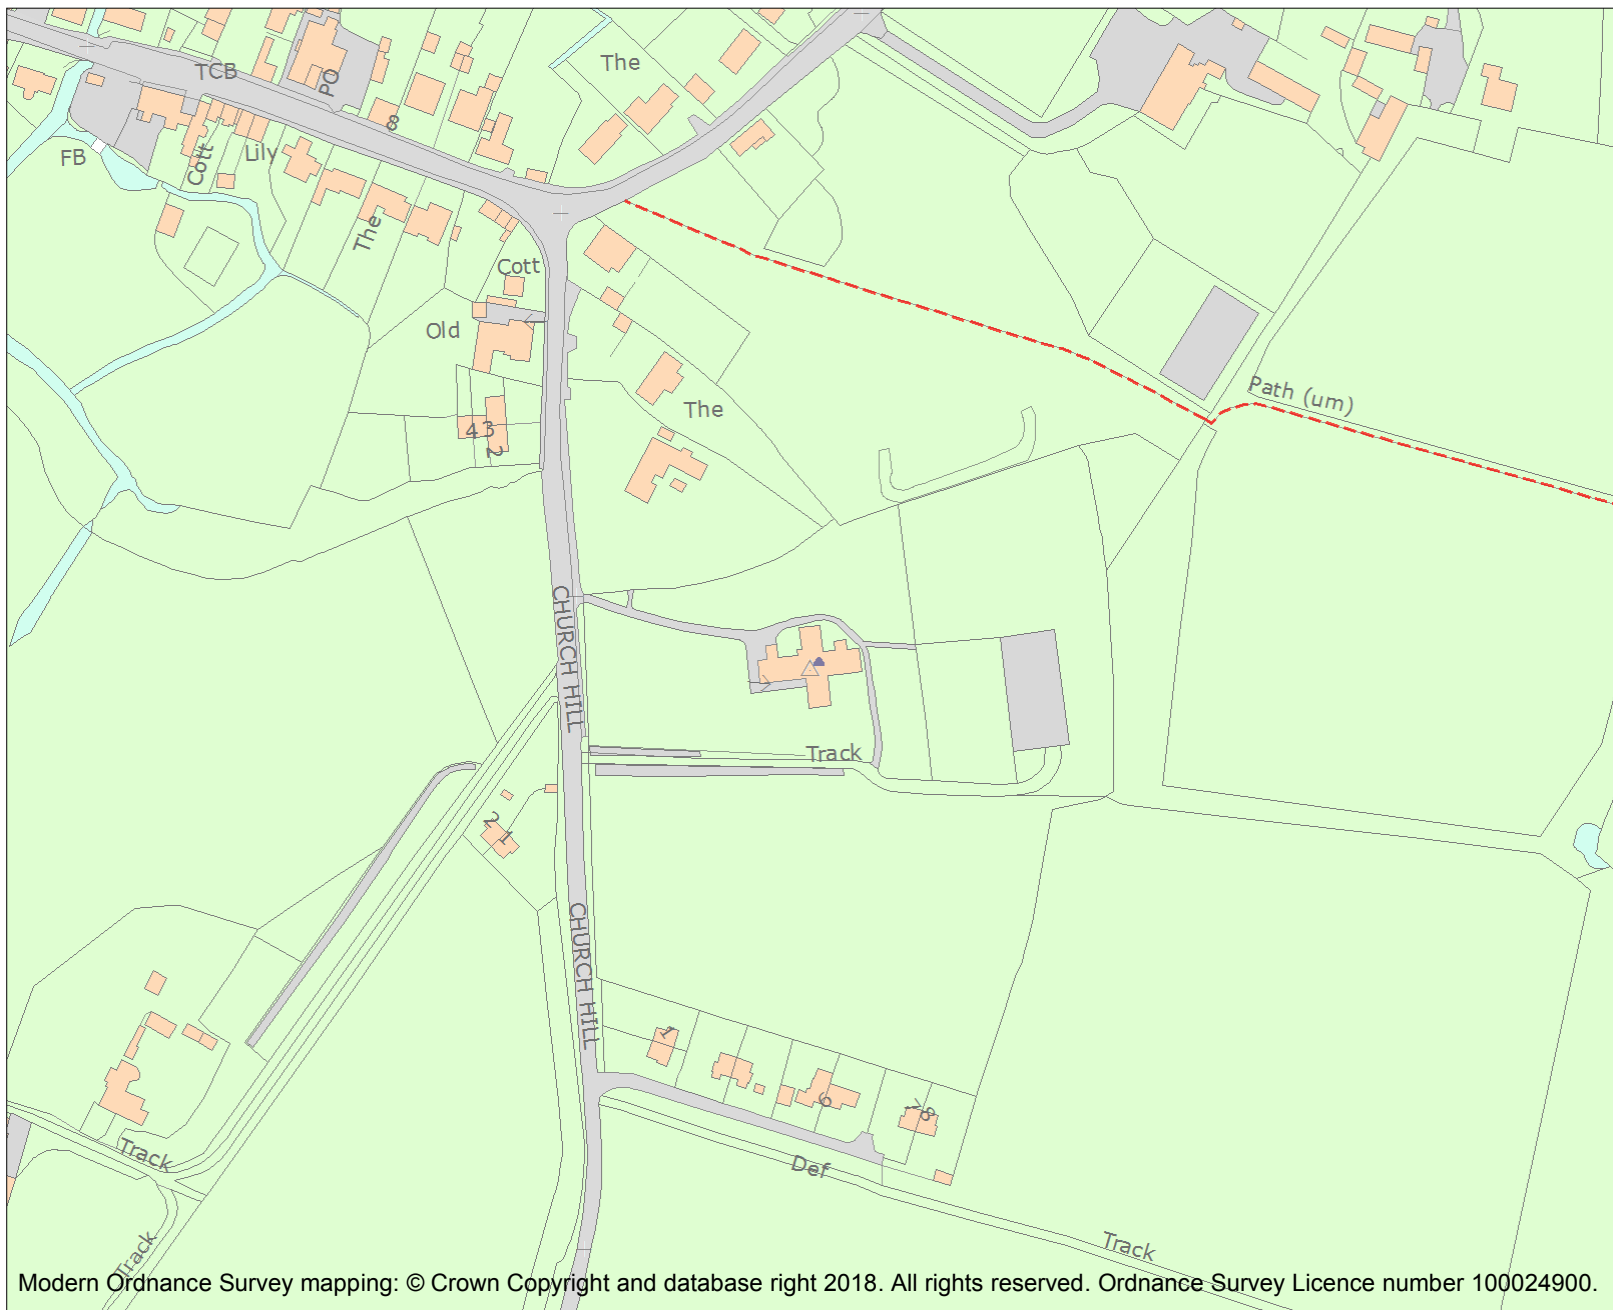 The
TCB
PO
8
FB
Cott
Lily
The
Cott
Old
Path (um)
The
4 3
2
CHURCH HILL
Track
2 1
CHURCH HILL
1
6
7 8
Track
Def
Track
Track
Modern Ordnance Survey mapping: © Crown Copyright and database right 2018. All rights reserved. Ordnance Survey Licence number 100024900.